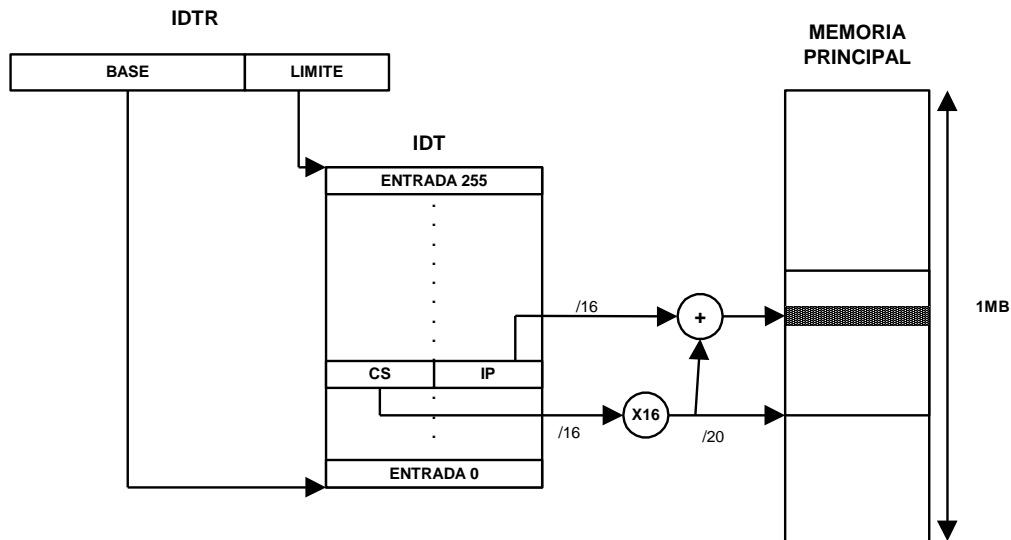 IDTR
BASE
LIMITE
MEMORIA
PRINCIPAL
IDT
ENTRADA 255
/16
+
1MB
CS
IP
/16
X16
/20
ENTRADA 0